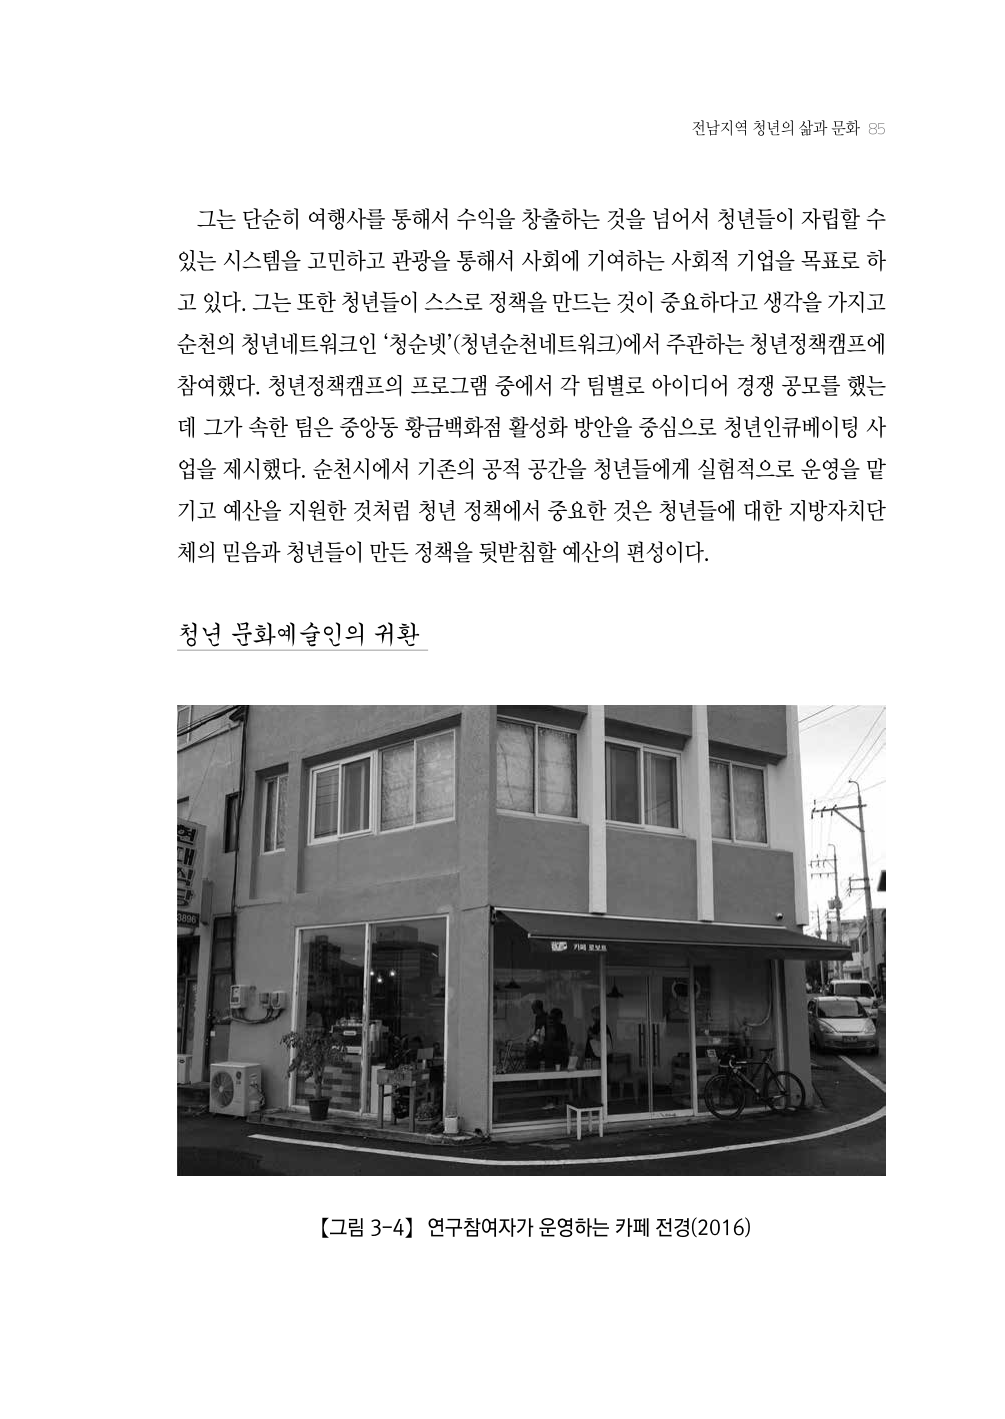 전남지역 청년의 삶과 문화 85
그는 단순히 여행사를 통해서 수익을 창출하는 것을 넘어서 청년들이 자립할 수
있는 시스템을 고민하고 관광을 통해서 사회에 기여하는 사회적 기업을 목표로 하
고 있다. 그는 또한 청년들이 스스로 정책을 만드는 것이 중요하다고 생각을 가지고
순천의 청년네트워크인 ‘청순넷’(청년순천네트워크)에서 주관하는 청년정책캠프에
참여했다. 청년정책캠프의 프로그램 중에서 각 팀별로 아이디어 경쟁 공모를 했는
데 그가 속한 팀은 중앙동 황금백화점 활성화 방안을 중심으로 청년인큐베이팅 사
업을 제시했다. 순천시에서 기존의 공적 공간을 청년들에게 실험적으로 운영을 맡
기고 예산을 지원한 것처럼 청년 정책에서 중요한 것은 청년들에 대한 지방자치단
체의 믿음과 청년들이 만든 정책을 뒷받침할 예산의 편성이다.
청년 문화예술인의 귀환
현대식당
3896
카페 로보트
【그림 3-4】 연구참여자가 운영하는 카페 전경(2016)